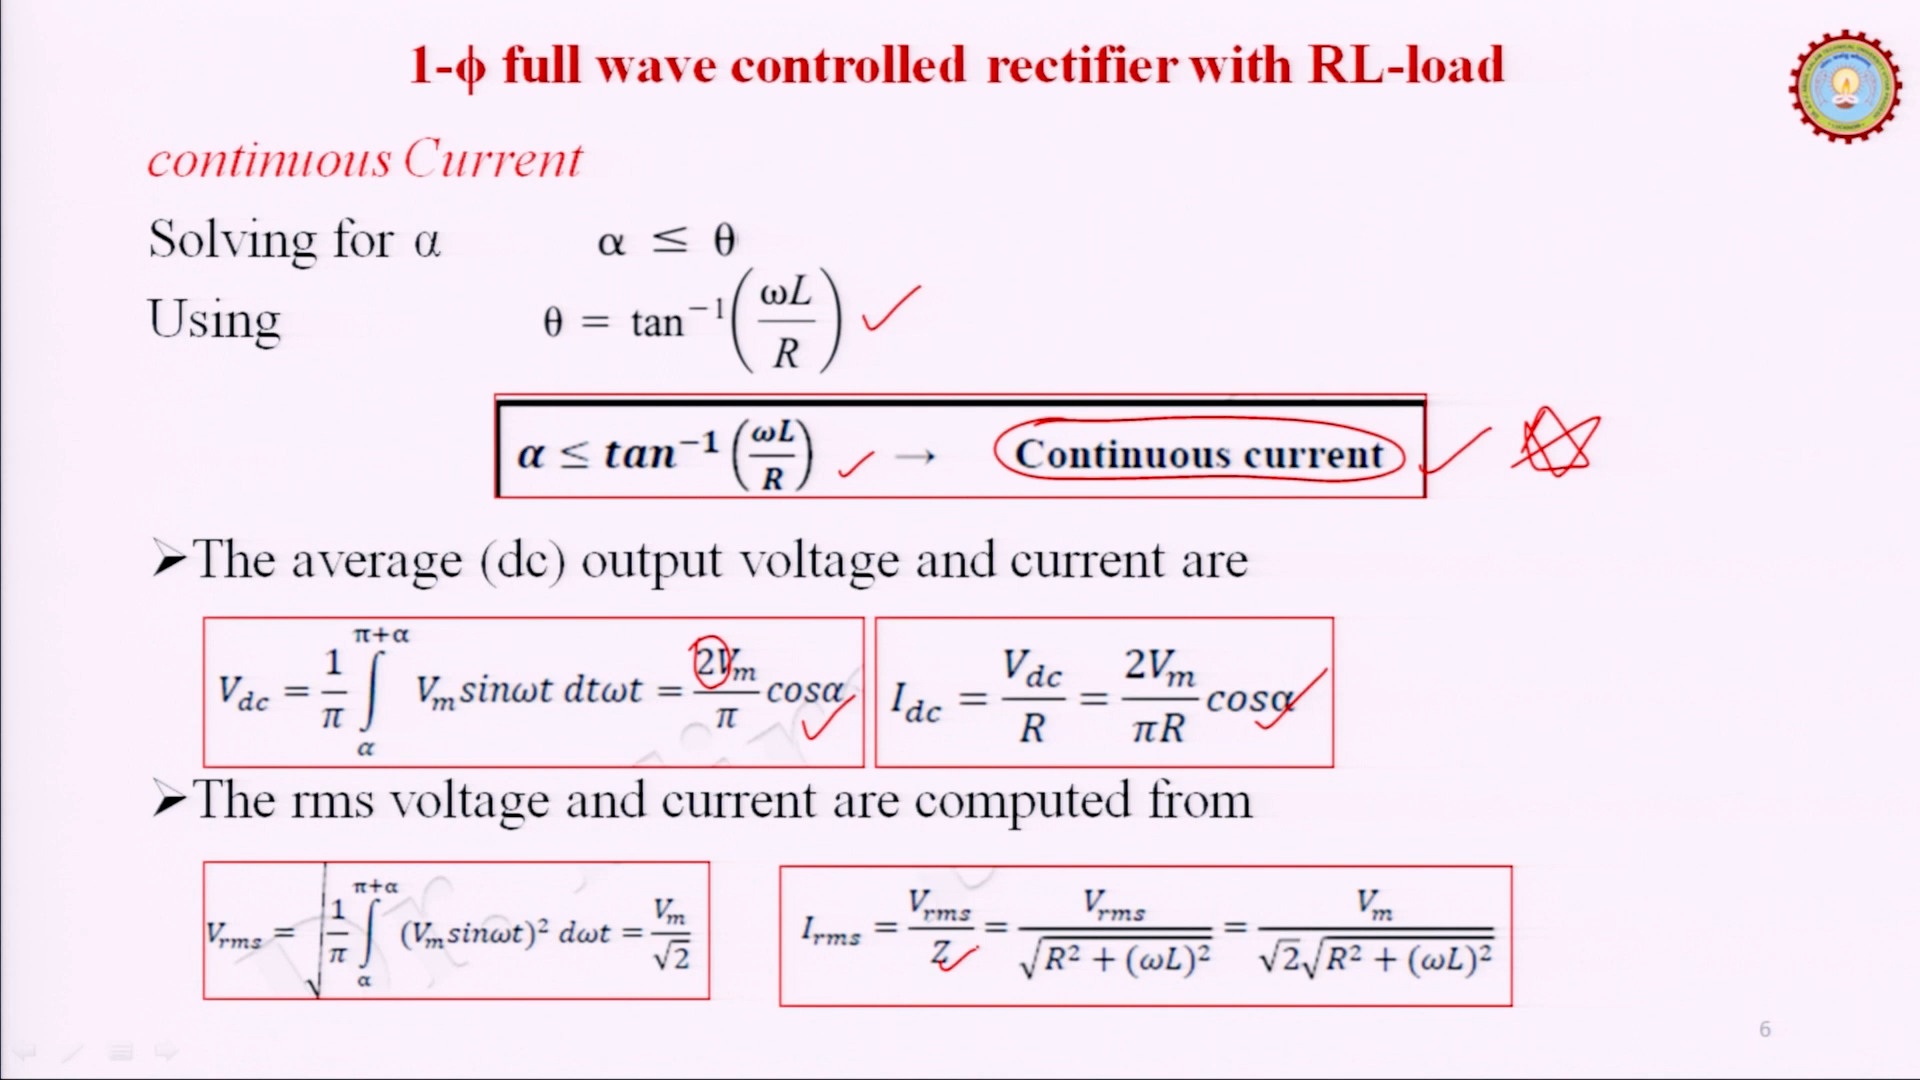 1-ϕ full wave controlled rectifier with RL-load
continuous Current
Solving for α α ≤ θ
Using θ = tan⁻¹(ωL/R)
α ≤ tan⁻¹(ωL/R) → Continuous current
➢The average (dc) output voltage and current are
V_dc = 1/π ∫_α^{π+α} V_m sinωt dtωt = 2V_m/π cosα
I_dc = V_dc/R = 2V_m/πR cosα
➢The rms voltage and current are computed from
V_rms = √(1/π ∫_α^{π+α} (V_m sinωt)² dωt = V_m/√2
I_rms = V_rms/Z = V_rms/√(R² + (ωL)²) = V_m/√2√(R² + (ωL)²)
6